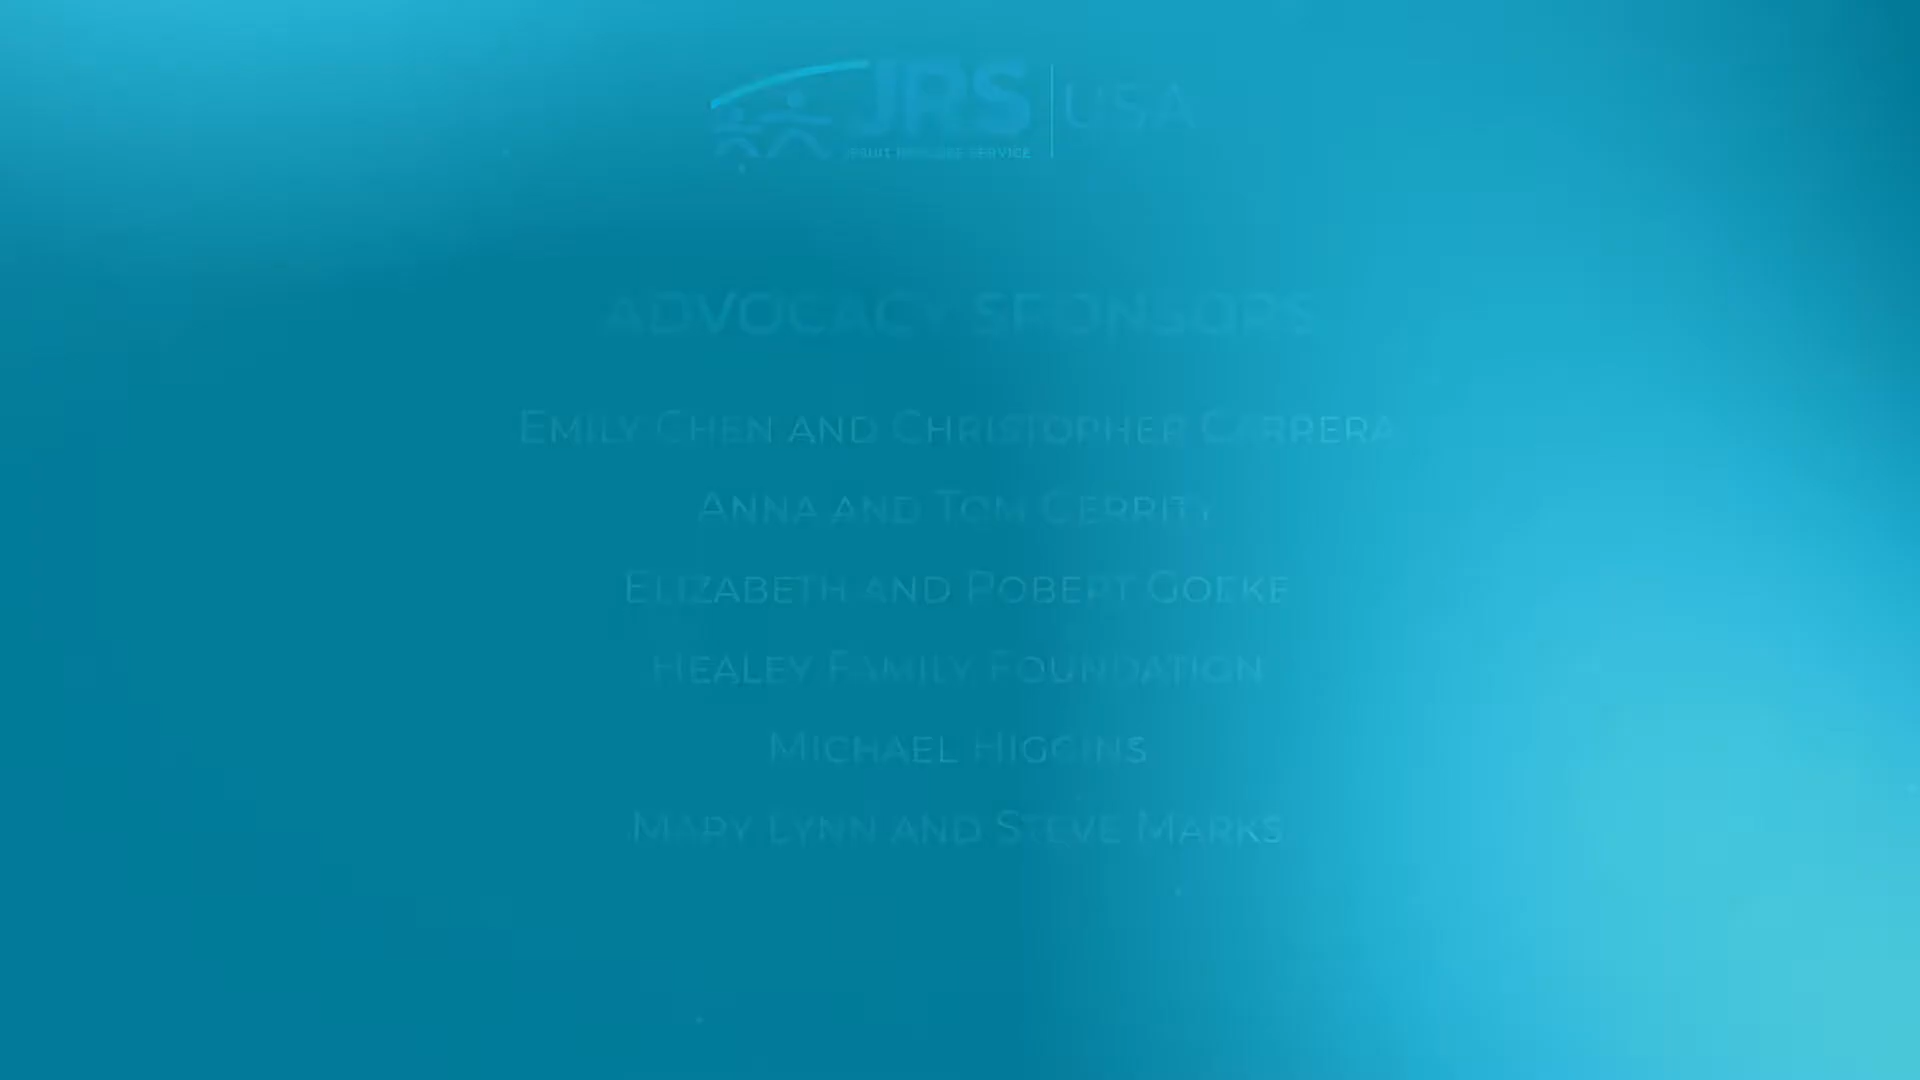 JRS USA
JESUIT REFUGEE SERVICE
ADVOCACY SPONSORS
EMILY CHEN AND CHRISTOPHER CARRERA
ANNA AND TOM GERRITY
ELIZABETH AND ROBERT GOEKE
HEALEY FAMILY FOUNDATION
MICHAEL HIGGINS
MARY LYNN AND STEVE MARKS